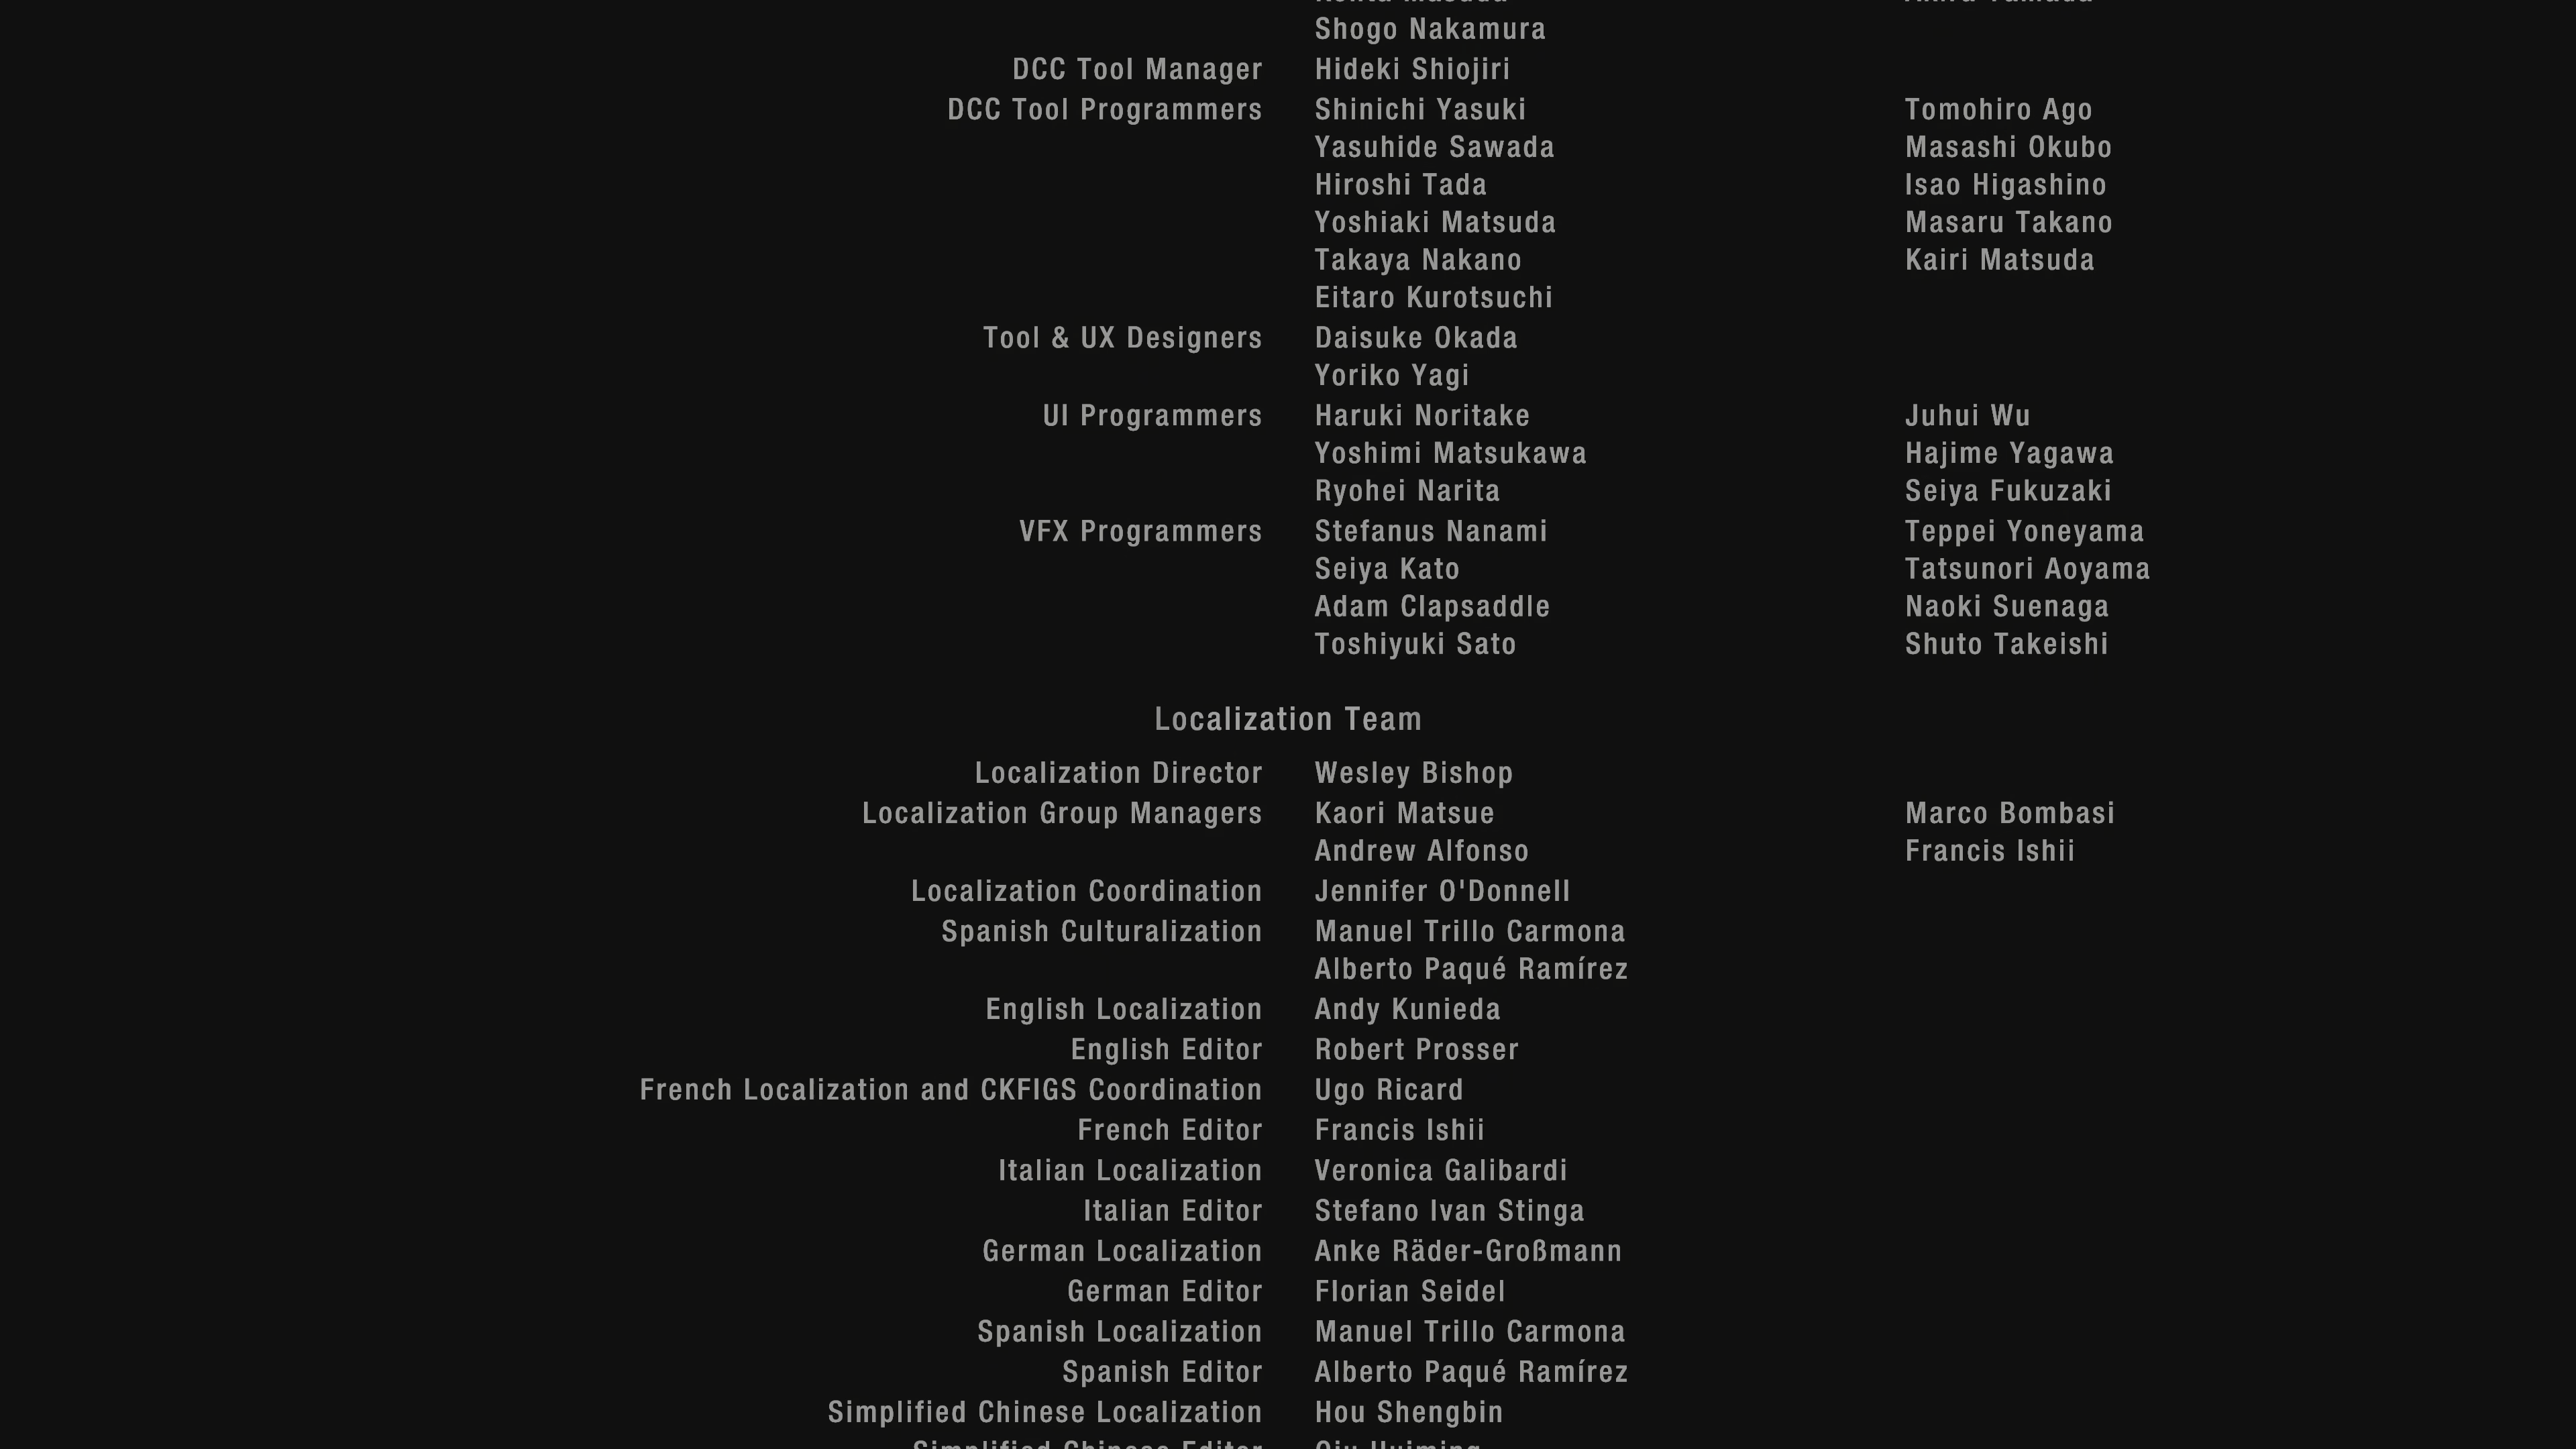 Shogo Nakamura
DCC Tool Manager Hideki Shiojiri
DCC Tool Programmers Shinichi Yasuki Tomohiro Ago
Yasuhide Sawada Masashi Okubo
Hiroshi Tada Isao Higashino
Yoshiaki Matsuda Masaru Takano
Takaya Nakano Kairi Matsuda
Eitaro Kurotsuchi
Tool & UX Designers Daisuke Okada
Yoriko Yagi
UI Programmers Haruki Noritake Juhui Wu
Yoshimi Matsukawa Hajime Yagawa
Ryohei Narita Seiya Fukuzaki
VFX Programmers Stefanus Nanami Teppei Yoneyama
Seiya Kato Tatsunori Aoyama
Adam Clapsaddle Naoki Suenaga
Toshiyuki Sato Shuto Takeishi
Localization Team
Localization Director Wesley Bishop
Localization Group Managers Kaori Matsue Marco Bombasi
Andrew Alfonso Francis Ishii
Localization Coordination Jennifer O'Donnell
Spanish Culturalization Manuel Trillo Carmona
Alberto Paqué Ramírez
English Localization Andy Kunieda
English Editor Robert Prosser
French Localization and CKFIGS Coordination Ugo Ricard
French Editor Francis Ishii
Italian Localization Veronica Galibardi
Italian Editor Stefano Ivan Stinga
German Localization Anke Räder-Großmann
German Editor Florian Seidel
Spanish Localization Manuel Trillo Carmona
Spanish Editor Alberto Paqué Ramírez
Simplified Chinese Localization Hou Shengbin
Simplified Chinese Editor